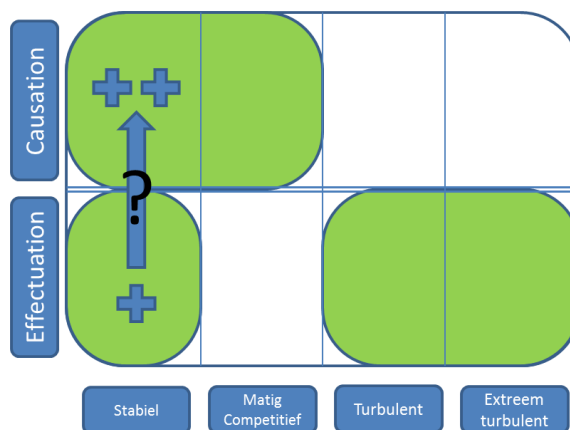 Causation
?
Effectuation
Stabiel
Matig
Competitief
Turbulent
Extreem
turbulent